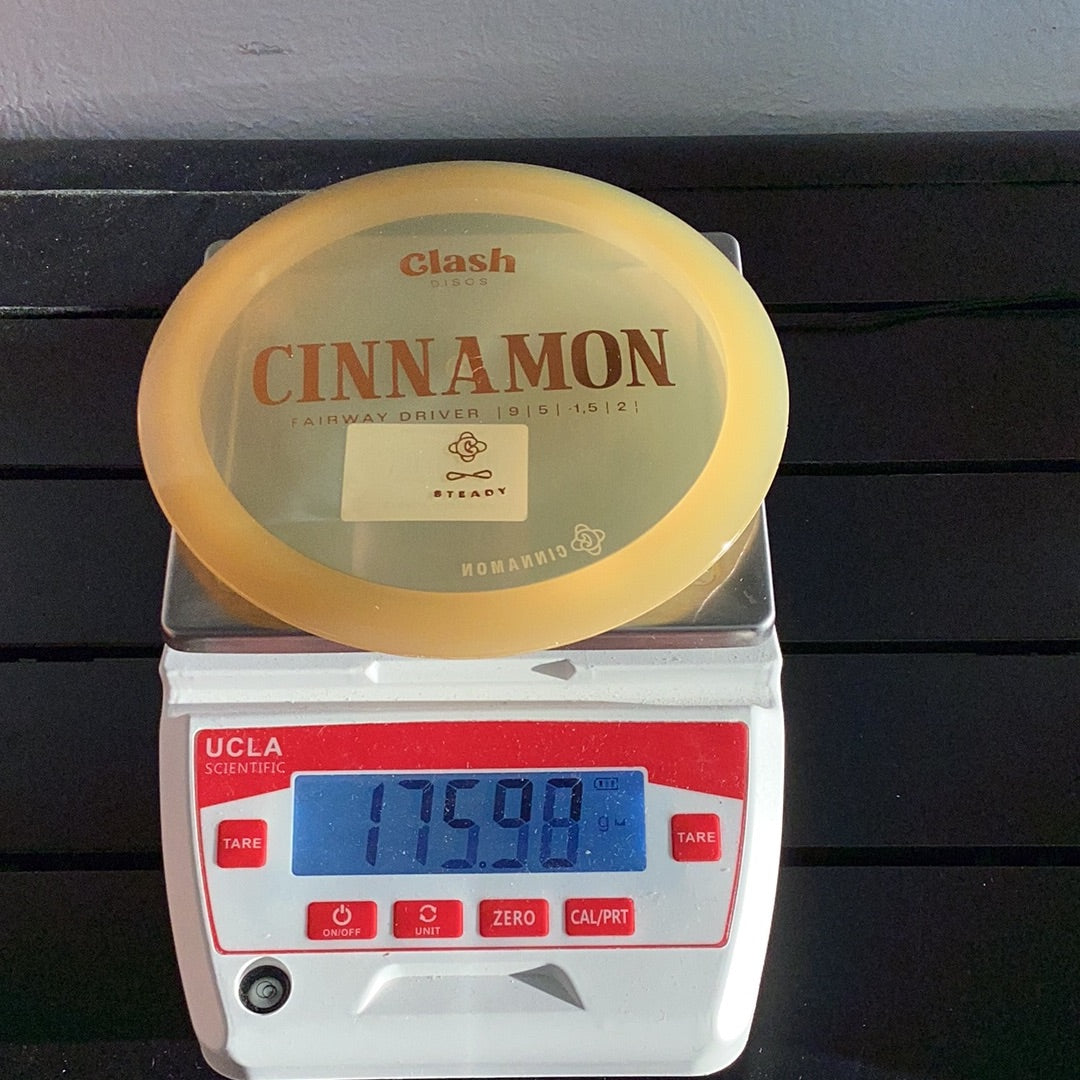 Clash
DISCS
CINNAMON
FAIRWAY DRIVER | 9 | 5 | -1,5 | 2 |
STEADY
CINNAMON
UCLA
SCIENTIFIC
175.98
g
TARE
TARE
ON/OFF
UNIT
ZERO
CAL/PRT